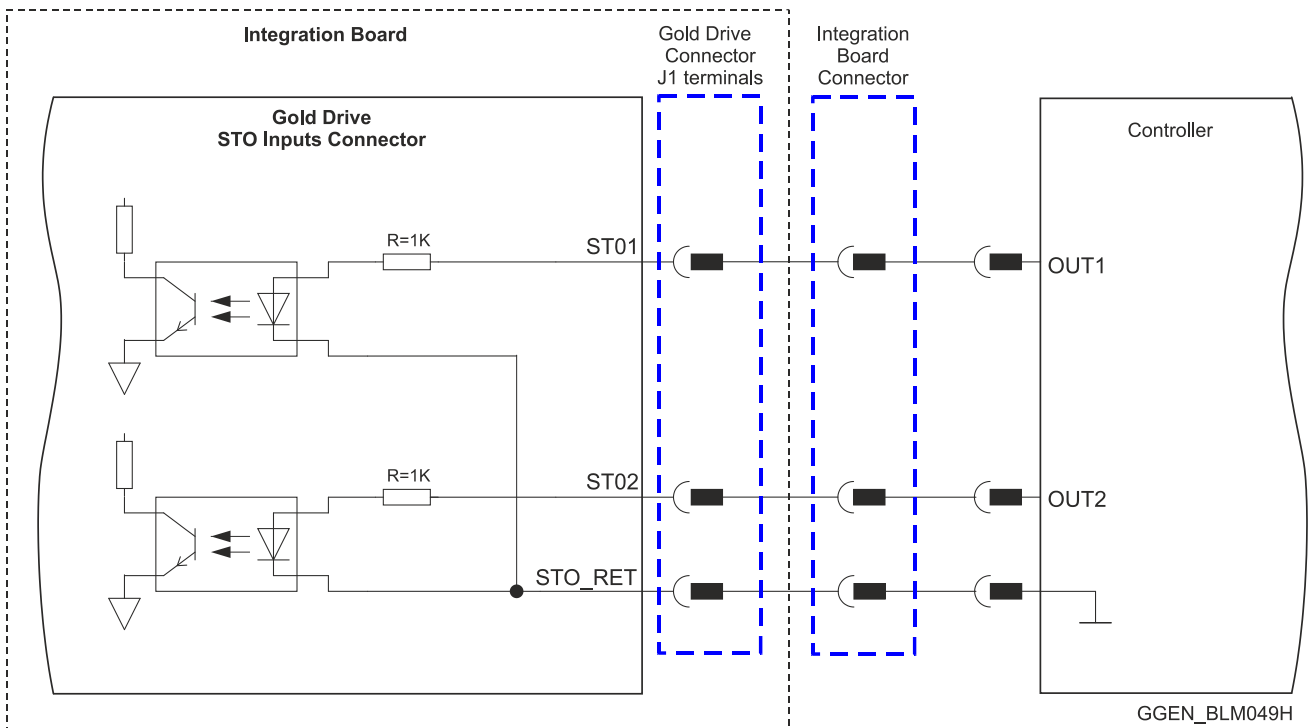 Integration Board
Gold Drive
Connector
J1 terminals
Integration
Board
Connector
Gold Drive
STO Inputs Connector
Controller
R=1K
ST01
OUT1
R=1K
ST02
OUT2
STO_RET
GGEN_BLM049H